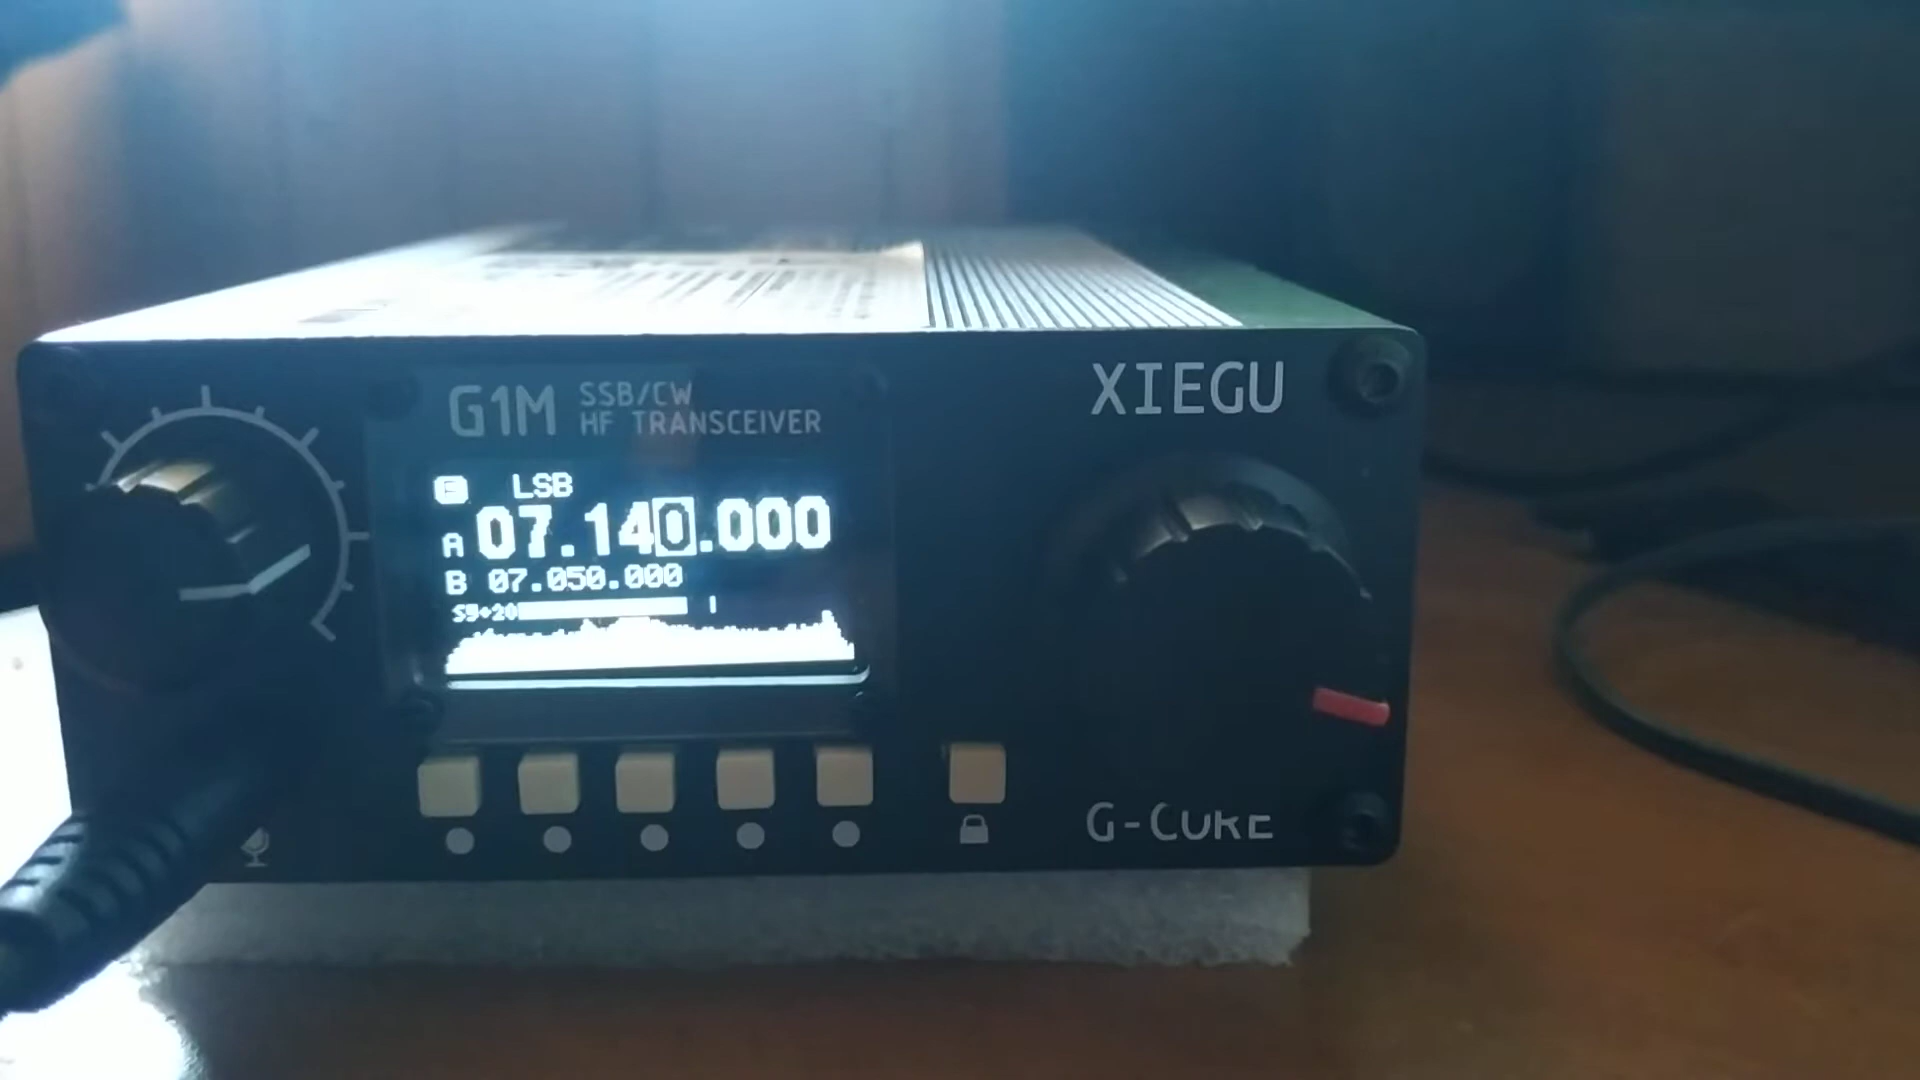 G1M SSB/CW
HF TRANSCEIVER
XIEGU
LSB
A 07.140.000
B 07.050.000
S9+20
G-CORE